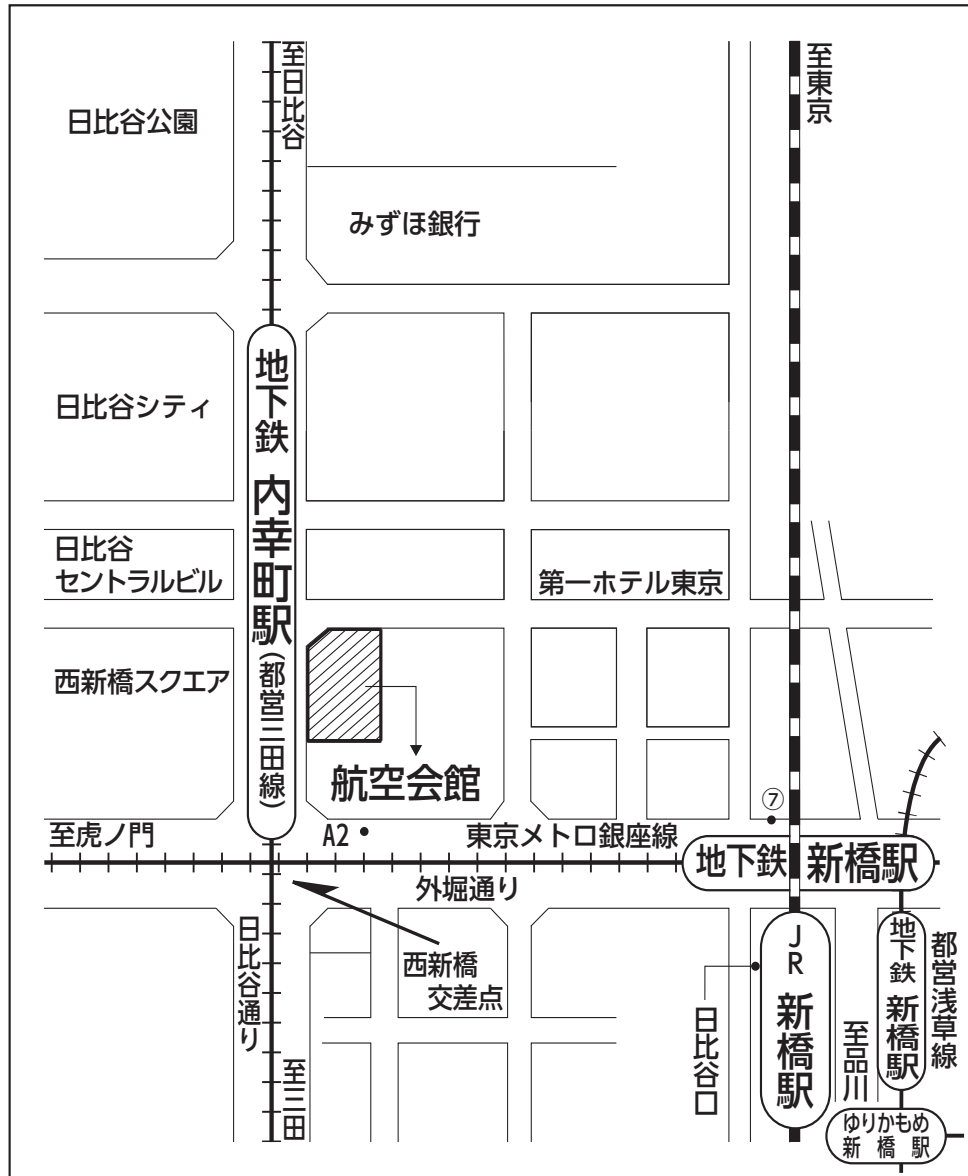 至日比谷
至東京
日比谷公園
みずほ銀行
日比谷シティ
地下鉄 内幸町駅(都営三田線)
日比谷
セントラルビル
第一ホテル東京
西新橋スクエア
航空会館
⑦
至虎ノ門
A2
東京メトロ銀座線
地下鉄 新橋駅
外堀通り
日比谷通り
西新橋
交差点
至三田
日比谷口
JR 新橋駅
至品川
地下鉄 新橋駅
都営浅草線
ゆりかもめ
新橋駅